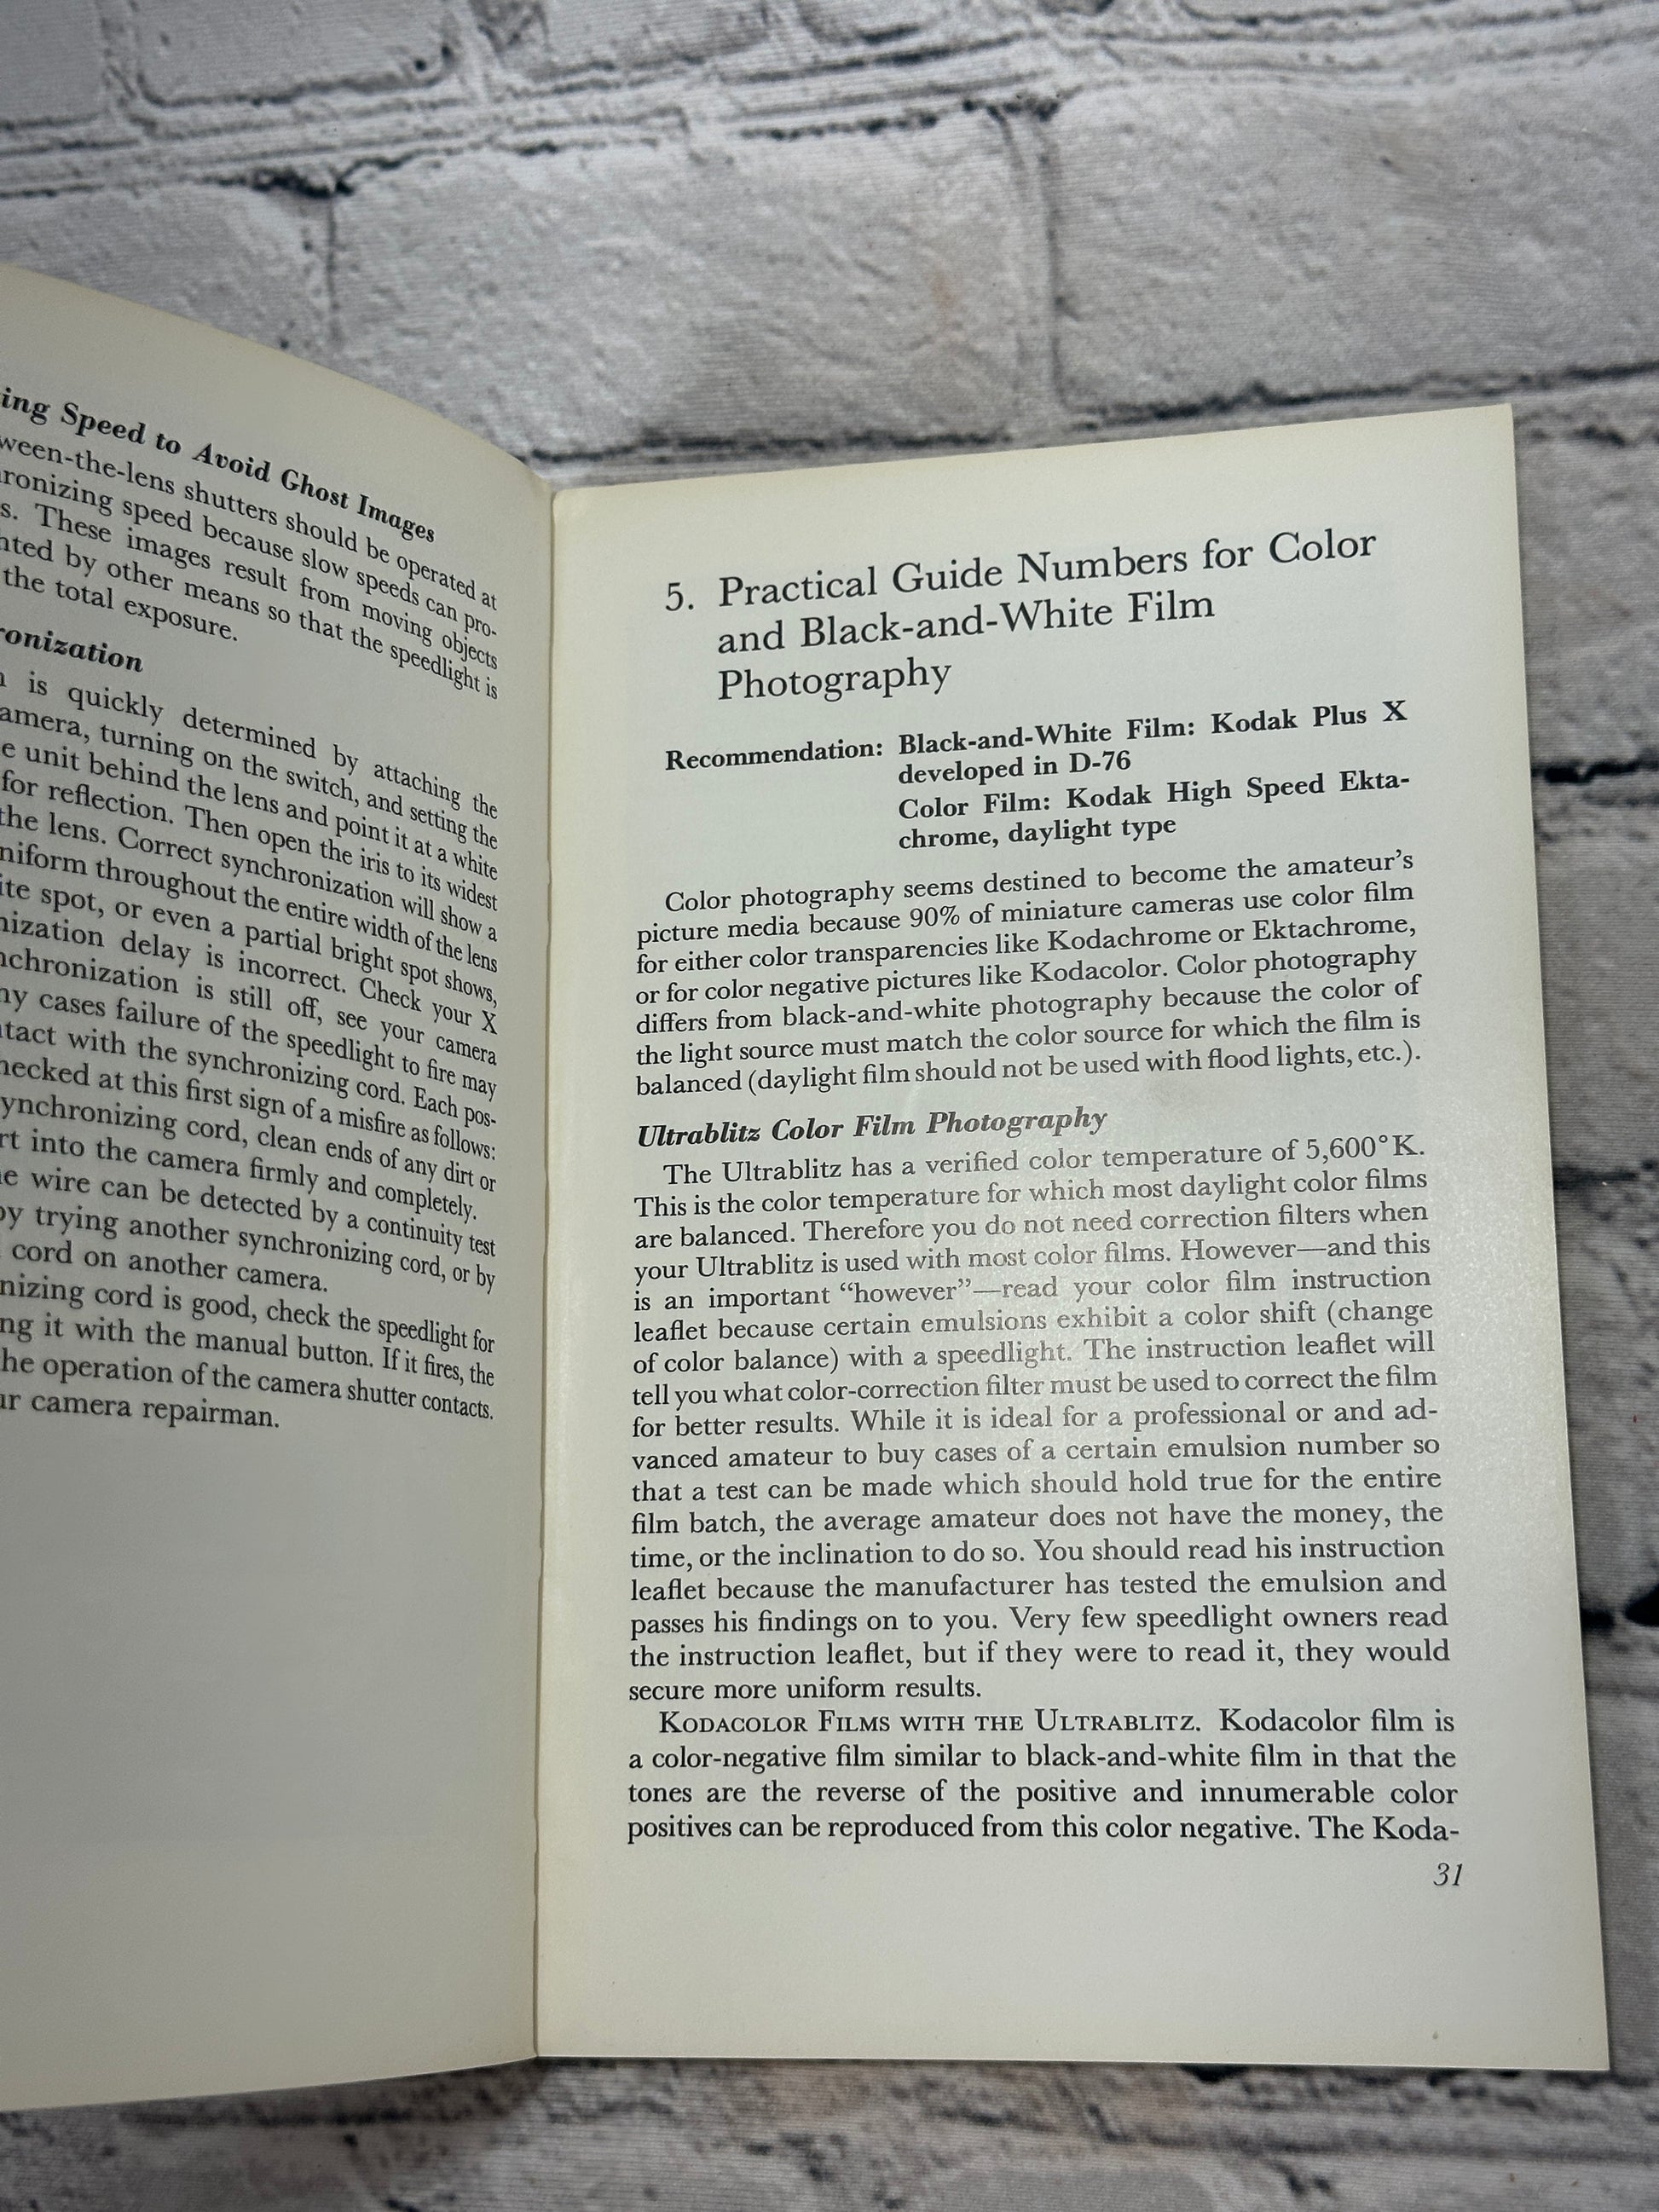 ing Speed to Avoid Ghost Images
ween-the-lens shutters should be operated at
ronizing speed because slow speeds can pro-
s. These images result from moving objects
ted by other means so that the speedlight is
the total exposure.
ronization
is quickly determined by attaching the
amera, turning on the switch, and setting the
e unit behind the lens and point it at a white
for reflection. Then open the iris to its widest
the lens. Correct synchronization will show a
niform throughout the entire width of the lens
ite spot, or even a partial bright spot shows,
nization delay is incorrect. Check your X
nchronization is still off, see your camera
ny cases failure of the speedlight to fire may
ntact with the synchronizing cord. Each pos-
hecked at this first sign of a misfire as follows:
ynchronizing cord, clean ends of any dirt or
rt into the camera firmly and completely.
e wire can be detected by a continuity test
by trying another synchronizing cord, or by
cord on another camera.
nizing cord is good, check the speedlight for
ng it with the manual button. If it fires, the
he operation of the camera shutter contacts.
ur camera repairman.
5. Practical Guide Numbers for Color
and Black-and-White Film
Photography
Recommendation: Black-and-White Film: Kodak Plus X
developed in D-76
Color Film: Kodak High Speed Ekta-
chrome, daylight type
Color photography seems destined to become the amateur's
picture media because 90% of miniature cameras use color film
for either color transparencies like Kodachrome or Ektachrome,
or for color negative pictures like Kodacolor. Color photography
differs from black-and-white photography because the color of
the light source must match the color source for which the film is
balanced (daylight film should not be used with flood lights, etc.).
Ultrablitz Color Film Photography
The Ultrablitz has a verified color temperature of 5,600°K.
This is the color temperature for which most daylight color films
are balanced. Therefore you do not need correction filters when
your Ultrablitz is used with most color films. However—and this
is an important “however”—read your color film instruction
leaflet because certain emulsions exhibit a color shift (change
of color balance) with a speedlight. The instruction leaflet will
tell you what color-correction filter must be used to correct the film
for better results. While it is ideal for a professional or and ad-
vanced amateur to buy cases of a certain emulsion number so
that a test can be made which should hold true for the entire
film batch, the average amateur does not have the money, the
time, or the inclination to do so. You should read his instruction
leaflet because the manufacturer has tested the emulsion and
passes his findings on to you. Very few speedlight owners read
the instruction leaflet, but if they were to read it, they would
secure more uniform results.
KODACOLOR FILMS WITH THE ULTRABLITZ. Kodacolor film is
a color-negative film similar to black-and-white film in that the
tones are the reverse of the positive and innumerable color
positives can be reproduced from this color negative. The Koda-
31